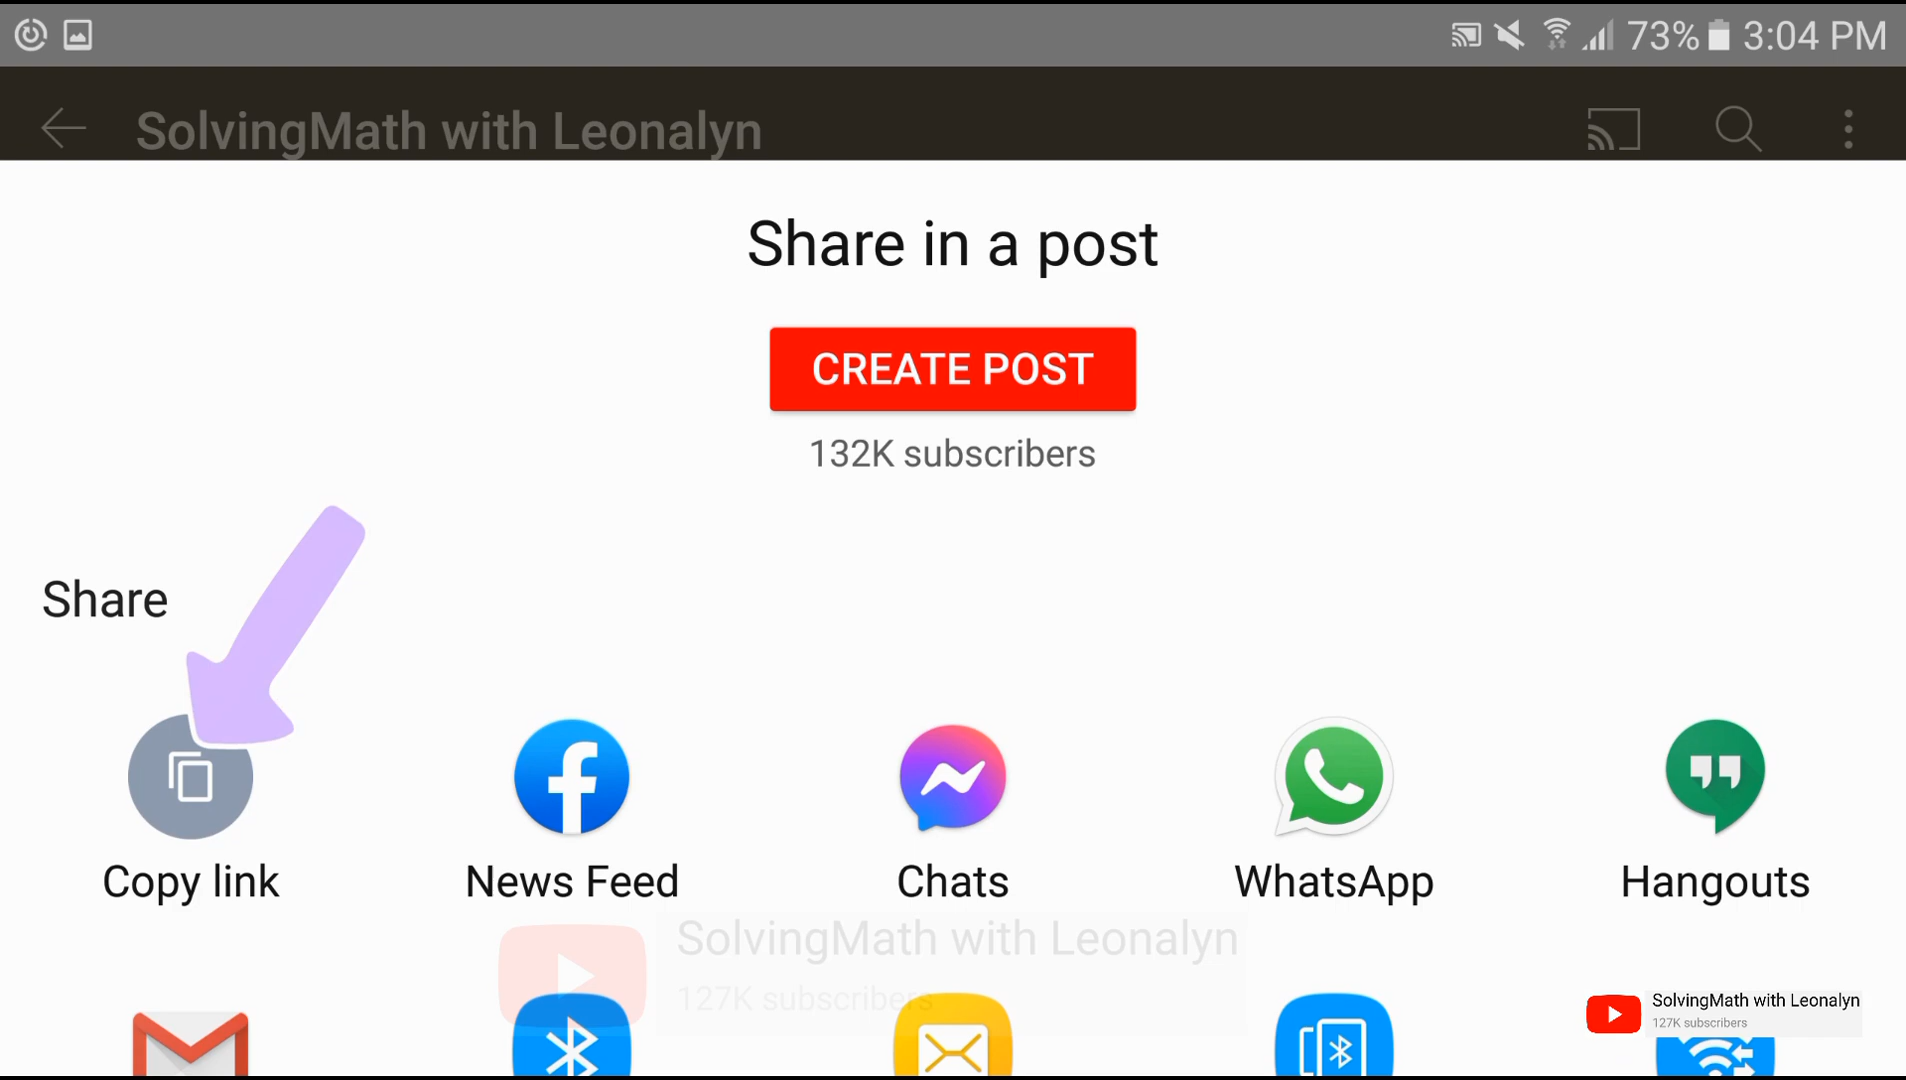 73% 3:04 PM
SolvingMath with Leonalyn
Share in a post
CREATE POST
132K subscribers
Share
Copy link
News Feed
Chats
WhatsApp
Hangouts
SolvingMath with Leonalyn
127K subscribers
SolvingMath with Leonalyn
127K subscribers